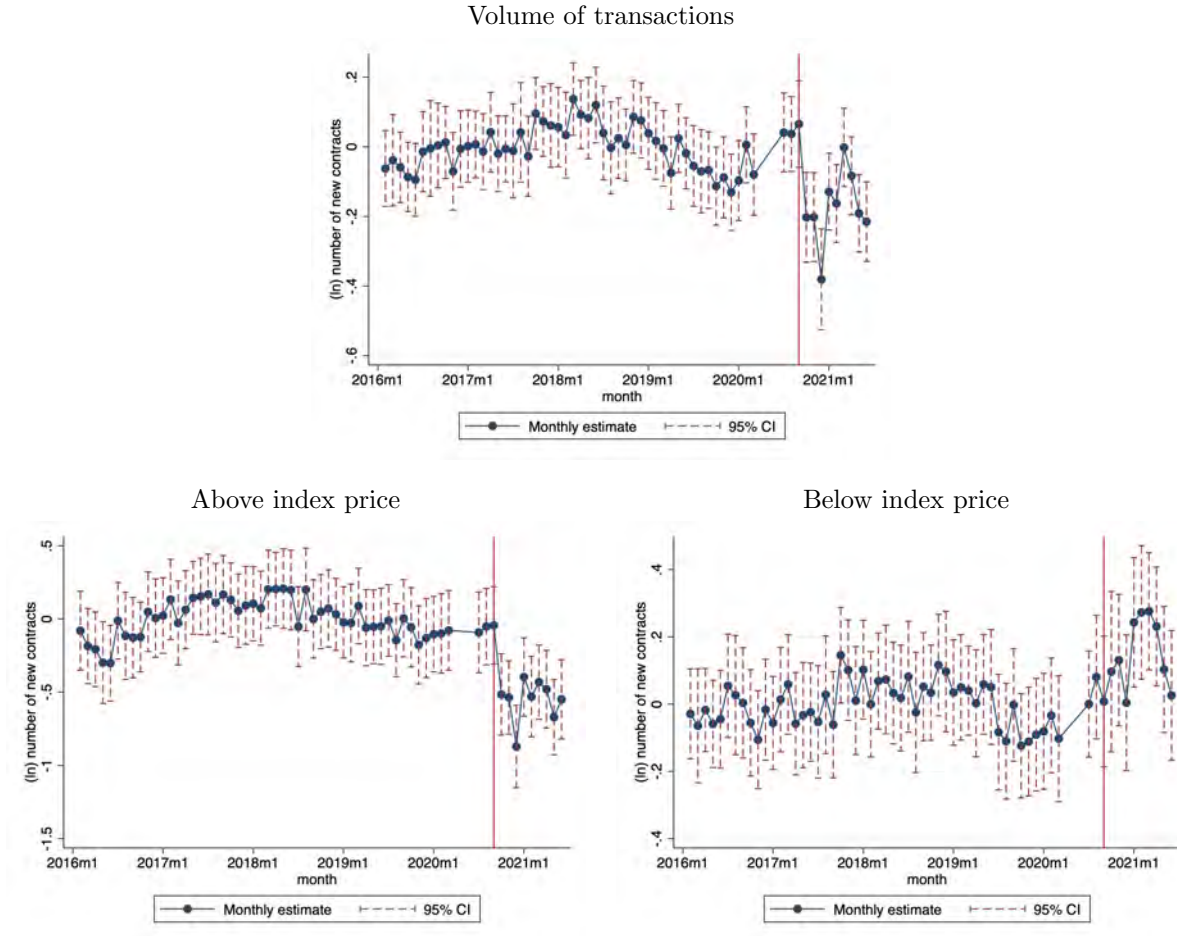 Volume of transactions
(ln) number of new contracts
.2
0
-.2
-.4
-.6
2016m1 2017m1 2018m1 2019m1 2020m1 2021m1
month
Monthly estimate 95% CI
Above index price
(ln) number of new contracts
.5
0
-.5
-1
-1.5
2016m1 2017m1 2018m1 2019m1 2020m1 2021m1
month
Monthly estimate 95% CI
Below index price
(ln) number of new contracts
.4
.2
0
-.2
-.4
2016m1 2017m1 2018m1 2019m1 2020m1 2021m1
month
Monthly estimate 95% CI